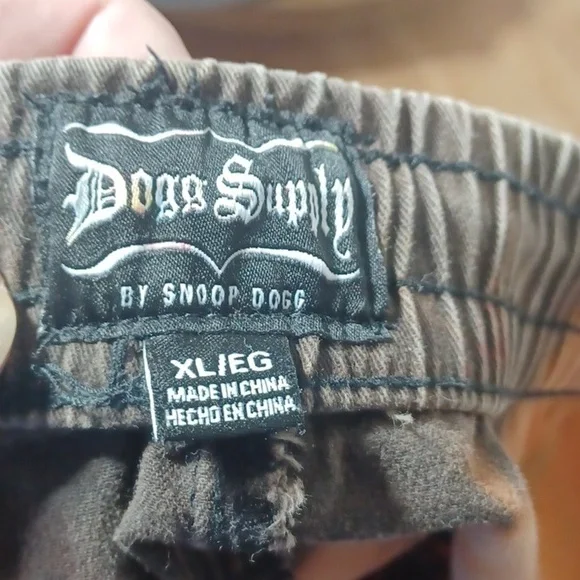 Dogg Supply
BY SNOOP DOGG
XL/EG
MADE IN CHINA
HECHO EN CHINA